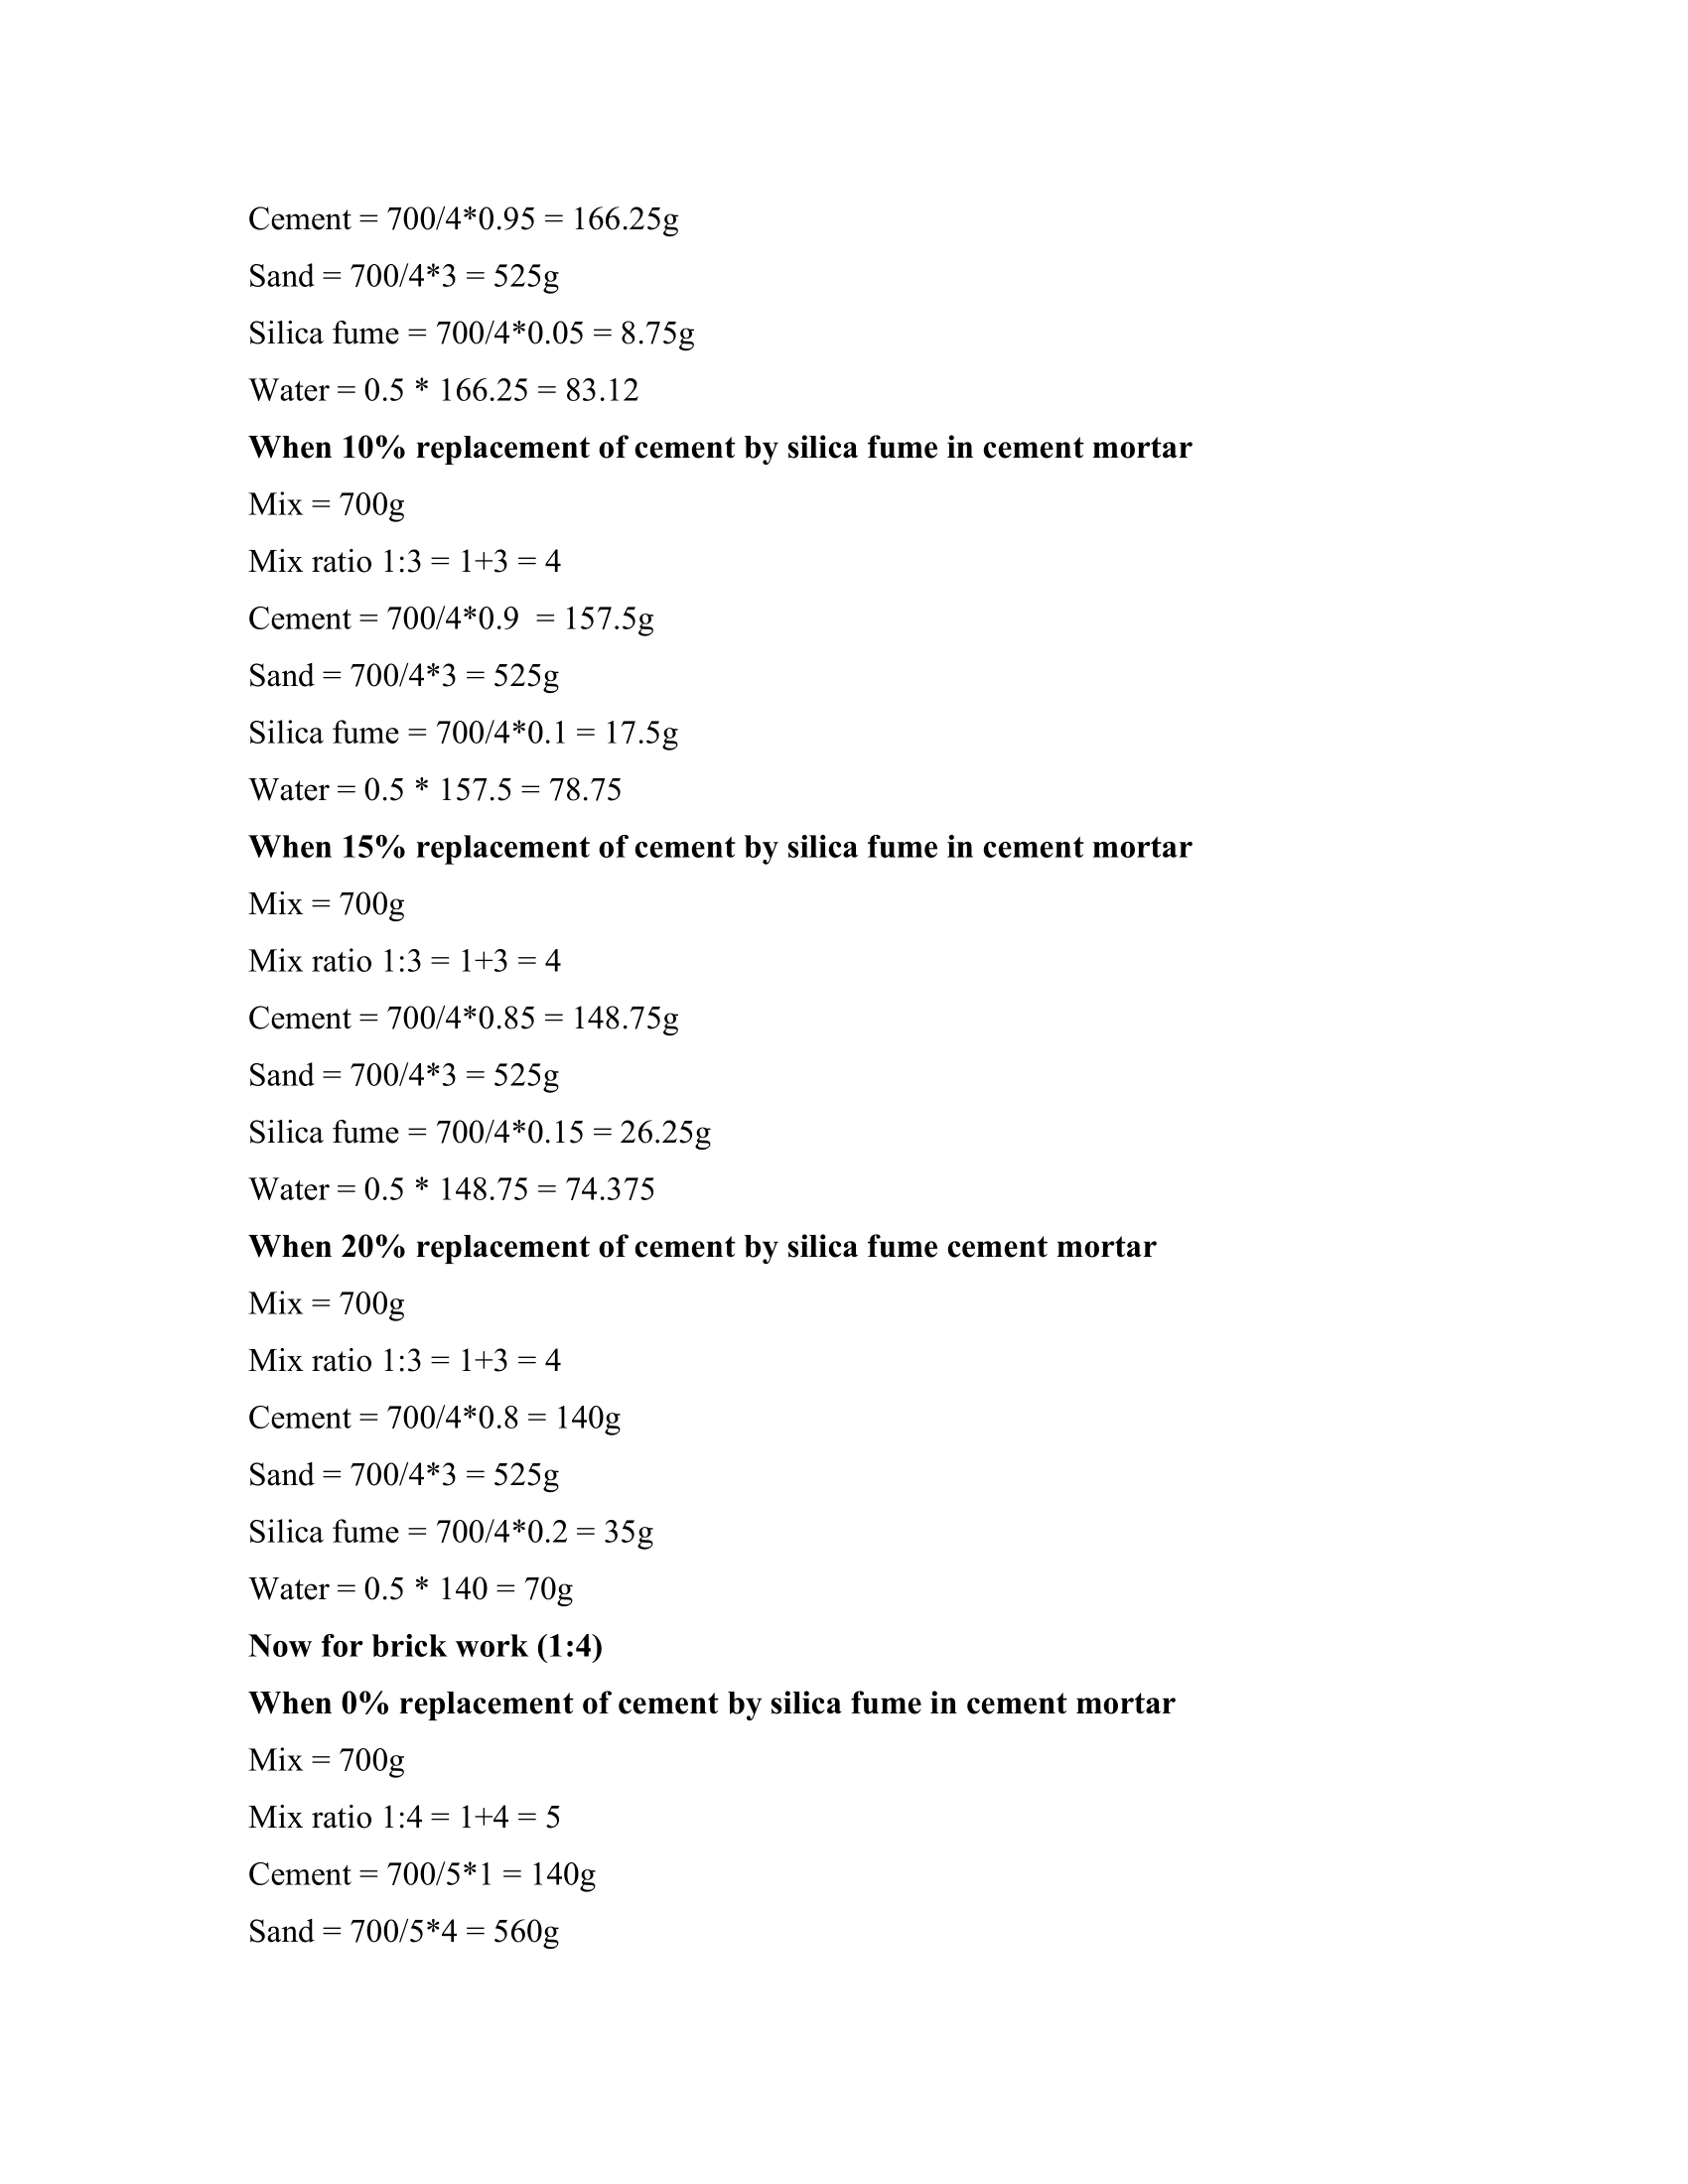 Cement = 700/4*0.95 = 166.25g
Sand = 700/4*3 = 525g
Silica fume = 700/4*0.05 = 8.75g
Water = 0.5 * 166.25 = 83.12
When 10% replacement of cement by silica fume in cement mortar
Mix = 700g
Mix ratio 1:3 = 1+3 = 4
Cement = 700/4*0.9  = 157.5g
Sand = 700/4*3 = 525g
Silica fume = 700/4*0.1 = 17.5g
Water = 0.5 * 157.5 = 78.75
When 15% replacement of cement by silica fume in cement mortar
Mix = 700g
Mix ratio 1:3 = 1+3 = 4
Cement = 700/4*0.85 = 148.75g
Sand = 700/4*3 = 525g
Silica fume = 700/4*0.15 = 26.25g
Water = 0.5 * 148.75 = 74.375
When 20% replacement of cement by silica fume cement mortar
Mix = 700g
Mix ratio 1:3 = 1+3 = 4
Cement = 700/4*0.8 = 140g
Sand = 700/4*3 = 525g
Silica fume = 700/4*0.2 = 35g
Water = 0.5 * 140 = 70g
Now for brick work (1:4)
When 0% replacement of cement by silica fume in cement mortar
Mix = 700g
Mix ratio 1:4 = 1+4 = 5
Cement = 700/5*1 = 140g
Sand = 700/5*4 = 560g